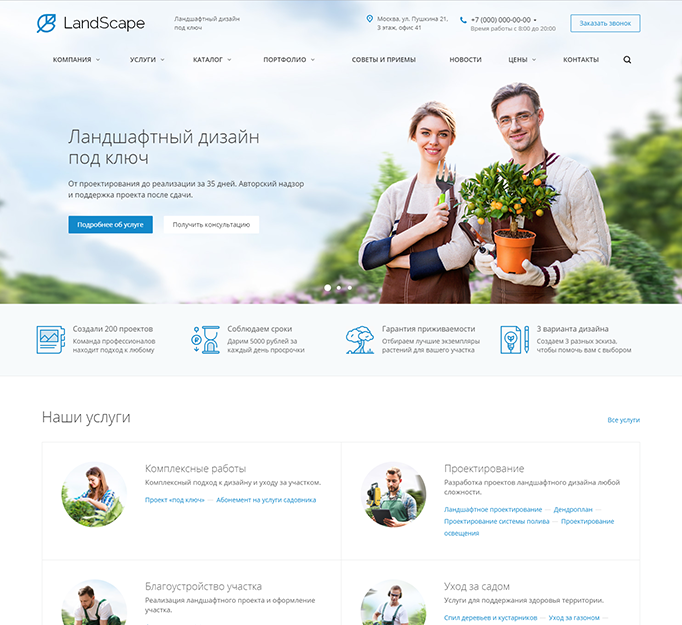 LandScape
Ландшафтный дизайн
под ключ
Москва, ул. Пушкина 21,
3 этаж, офис 41
+7 (000) 000-00-00
Время работы с 8:00 до 20:00
Заказать звонок
КОМПАНИЯ УСЛУГИ КАТАЛОГ ПОРТФОЛИО СОВЕТЫ И ПРИЕМЫ НОВОСТИ ЦЕНЫ КОНТАКТЫ
Ландшафтный дизайн
под ключ
От проектирования до реализации за 35 дней. Авторский надзор
и поддержка проекта после сдачи.
Подробнее об услуге Получить консультацию
Создали 200 проектов
Команда профессионалов
находит подход к любому
Соблюдаем сроки
Дарим 5000 рублей за
каждый день просрочки
Гарантия приживаемости
Отбираем лучшие экземпляры
растений для вашего участка
3 варианта дизайна
Создаем 3 разных эскиза,
чтобы помочь вам с выбором
Наши услуги
Все услуги
Комплексные работы
Комплексный подход к дизайну и уходу за участком.
Проект «под ключ» — Абонемент на услуги садовника
Проектирование
Разработка проектов ландшафтного дизайна любой
сложности.
Ландшафтное проектирование — Дендроплан —
Проектирование системы полива — Проектирование
освещения
Благоустройство участка
Реализация ландшафтного проекта и оформление
участка.
Уход за садом
Услуги для поддержания здоровья территории.
Спил деревьев и кустарников — Уход за газоном —